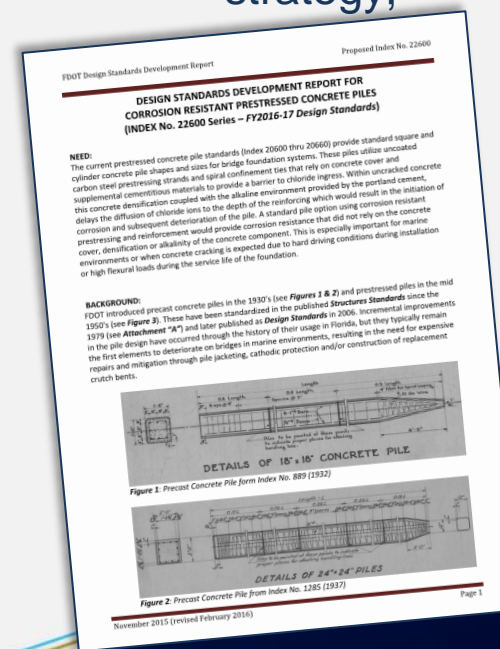 strategy,
FDOT Design Standards Development Report
Proposed Index No. 22600
DESIGN STANDARDS DEVELOPMENT REPORT FOR
CORROSION RESISTANT PRESTRESSED CONCRETE PILES
(INDEX No. 22600 Series – FY2016-17 Design Standards)
NEED:
The current prestressed concrete pile standards (Index 20600 thru 20660) provide standard square and
cylinder concrete pile shapes and sizes for bridge foundation systems. These piles utilize uncoated
carbon steel prestressing strands and spiral confinement ties that rely on concrete cover and
supplemental cementitious materials to provide a barrier to chloride ingress. Within uncracked concrete
this concrete densification coupled with the alkaline environment provided by the portland cement,
delays the diffusion of chloride ions to the depth of the reinforcing which would result in the initiation of
corrosion and subsequent deterioration of the pile. A standard pile option using corrosion resistant
prestressing and reinforcement would provide corrosion resistance that did not rely on the concrete
cover, densification or alkalinity of the concrete component. This is especially important for marine
environments or when concrete cracking is expected due to hard driving conditions during installation
or high flexural loads during the service life of the foundation.
BACKGROUND:
FDOT introduced precast concrete piles in the 1930's (see Figures 1 & 2) and prestressed piles in the mid
1950's (see Figure 3). These have been standardized in the published Structures Standards since the
1979 (see Attachment "A") and later published as Design Standards in 2006. Incremental improvements
in the pile design have occurred through the history of their usage in Florida, but they typically remain
the first elements to deteriorate on bridges in marine environments, resulting in the need for expensive
repairs and mitigation through pile jacketing, cathodic protection and/or construction of replacement
crutch bents.
Length
DETAILS OF 18"x18" CONCRETE PILE
Figure 1: Precast Concrete Pile form Index No. 889 (1932)
DETAILS OF 24"x24" PILES
Figure 2: Precast Concrete Pile from Index No. 1285 (1937)
November 2015 (revised February 2016)
Page 1